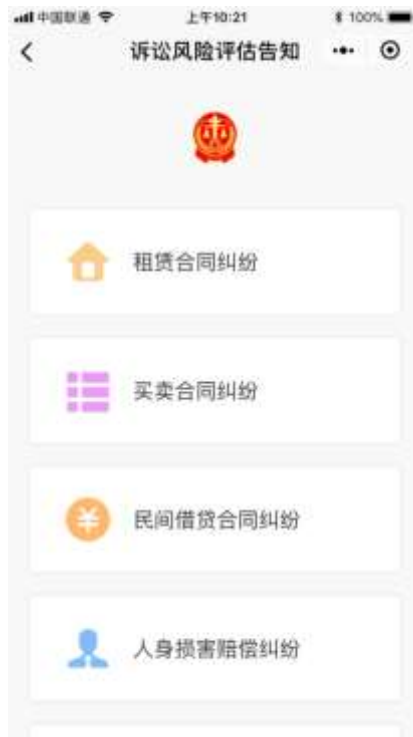 中国联通 上午10:21 100%
诉讼风险评估告知
租赁合同纠纷
买卖合同纠纷
¥
民间借贷合同纠纷
人身损害赔偿纠纷